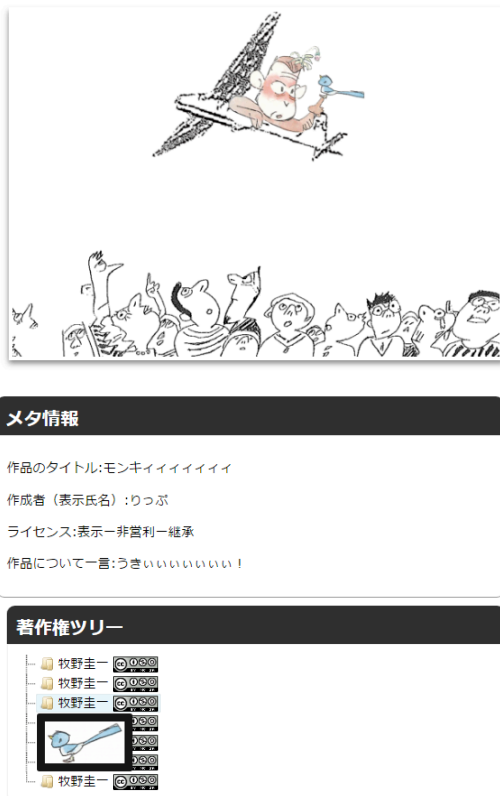 メタ情報
作品のタイトル:モンキィィィィィィィ
作成者（表示氏名）:りっぷ
ライセンス:表示ー非営利ー継承
作品について一言:うきぃぃぃぃぃぃぃ！
著作権ツリー
牧野圭一
牧野圭一
牧野圭一
牧野圭一